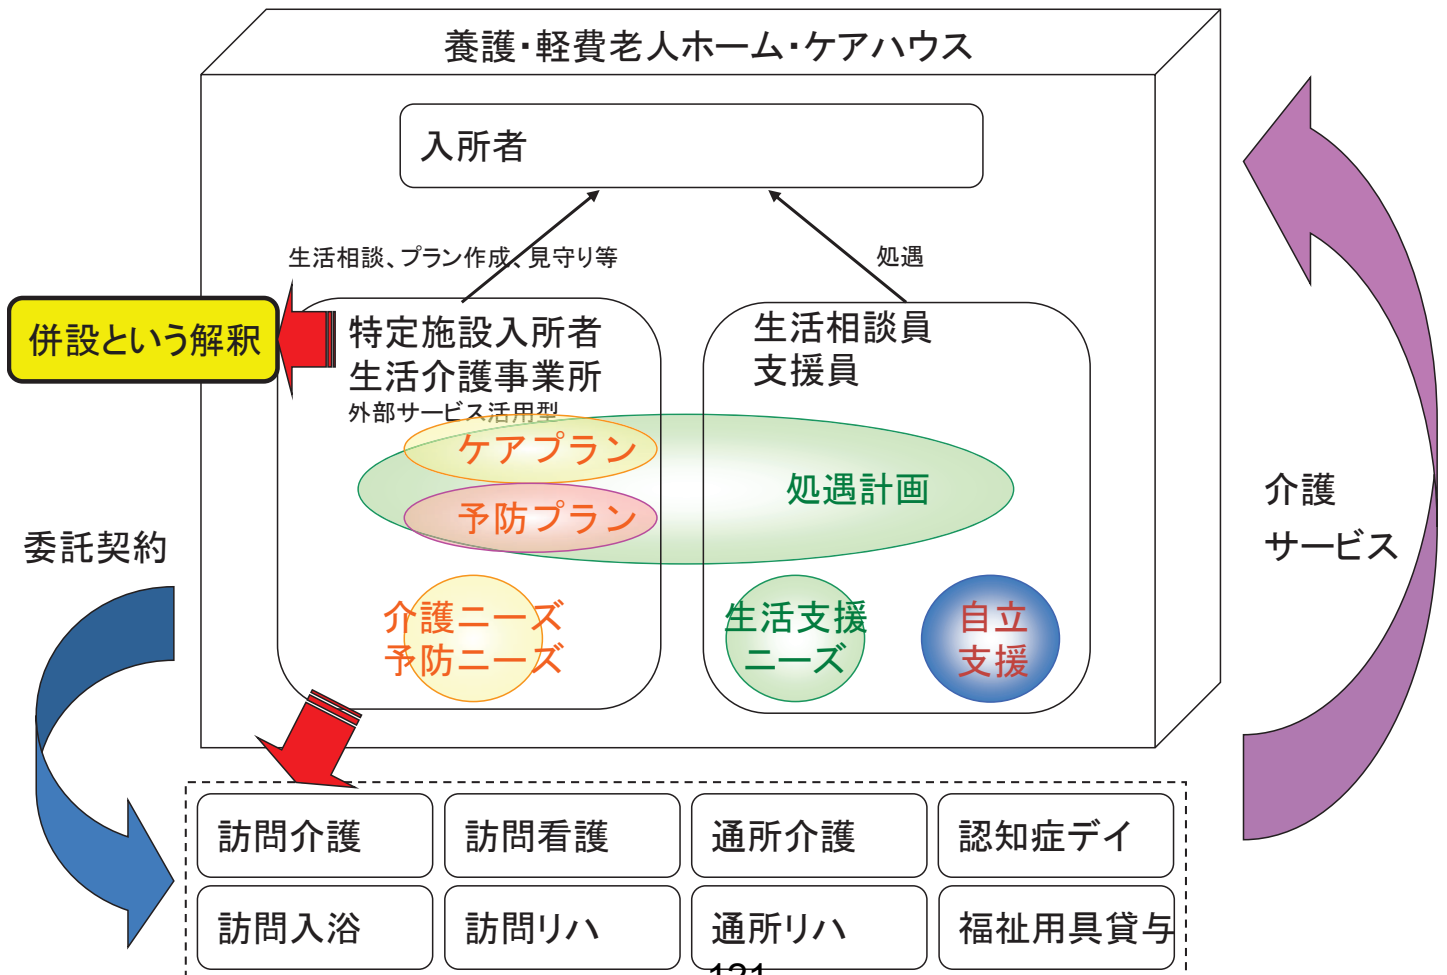 養護・軽費老人ホーム・ケアハウス
入所者
生活相談、プラン作成、見守り等
処遇
併設という解釈
特定施設入所者
生活介護事業所
外部サービス活用型
生活相談員
支援員
ケアプラン
予防プラン
処遇計画
介護ニーズ
予防ニーズ
生活支援
ニーズ
自立
支援
委託契約
介護
サービス
訪問介護
訪問看護
通所介護
認知症デイ
訪問入浴
訪問リハ
通所リハ
福祉用具貸与
121